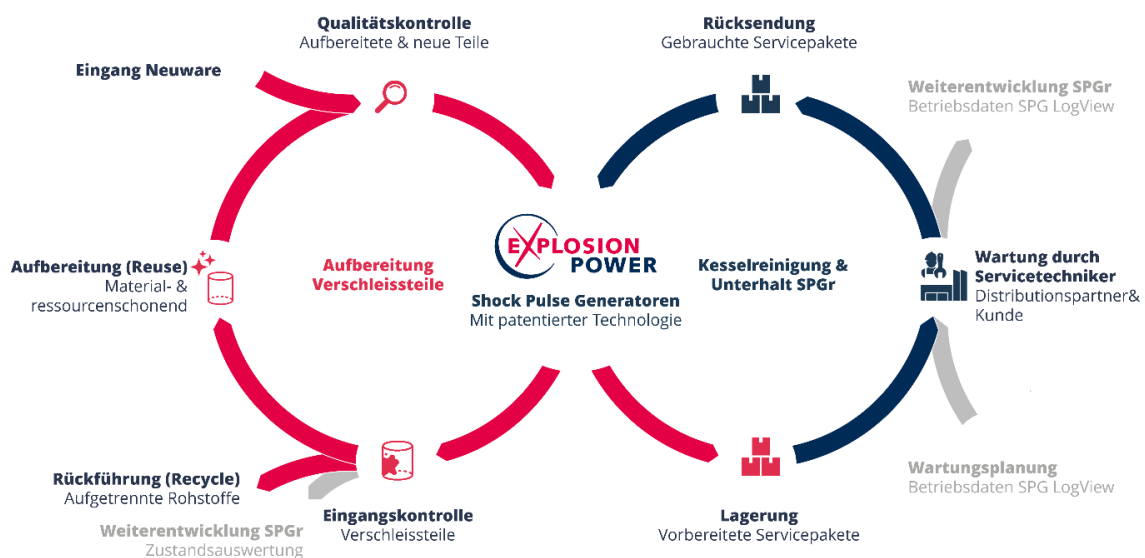 Qualitätskontrolle
Aufbereitete & neue Teile
Rücksendung
Gebrauchte Servicepakete
Eingang Neuware
Weiterentwicklung SPGr
Betriebsdaten SPG LogView
EXPLOSION
POWER
Aufbereitung (Reuse)
Material- &
ressourcenschonend
Aufbereitung
Verschleissteile
Shock Pulse Generatoren
Mit patentierter Technologie
Kesselreinigung &
Unterhalt SPGr
Wartung durch
Servicetechniker
Distributionspartner&
Kunde
Rückführung (Recycle)
Aufgetrennte Rohstoffe
Weiterentwicklung SPGr
Zustandsauswertung
Eingangskontrolle
Verschleissteile
Lagerung
Vorbereitete Servicepakete
Wartungsplanung
Betriebsdaten SPG LogView